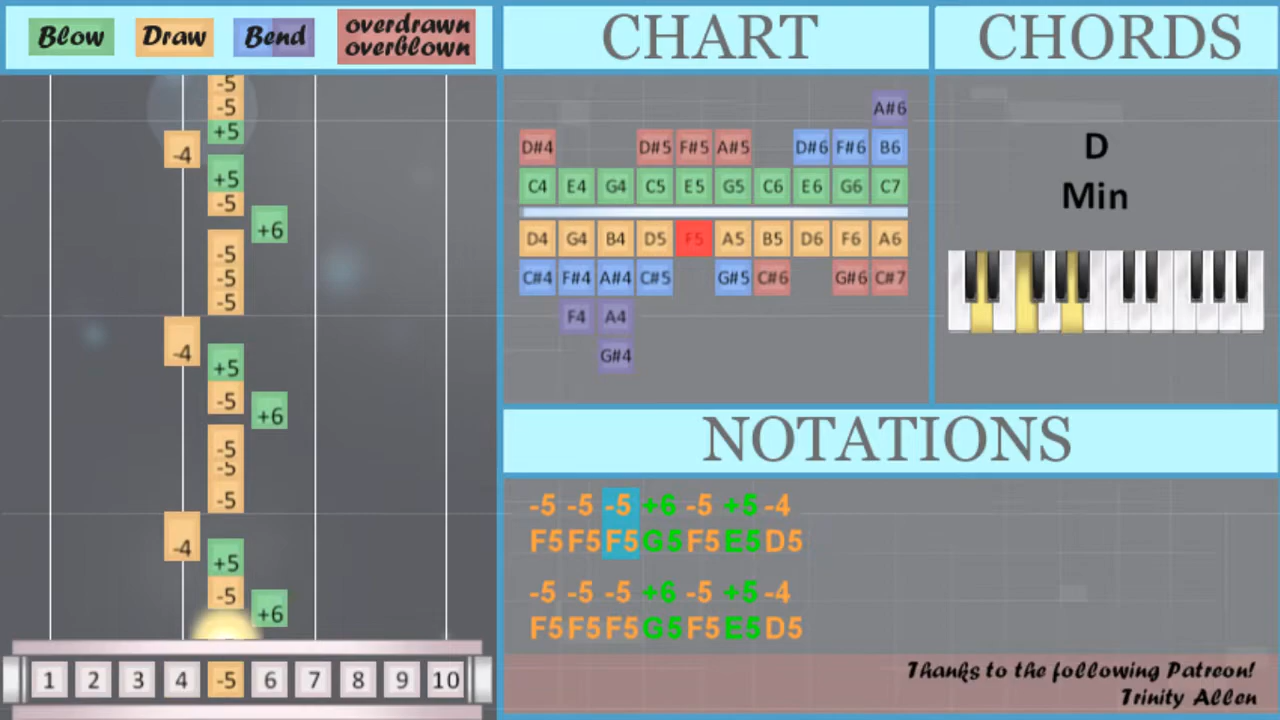 Blow Draw Bend overdrawn
overblown
CHART
CHORDS
-5
-5
+5
-4
+5
-5
+6
-5
-5
-5
-4
+5
-5
+6
-5
-5
-5
-4
+5
-5
+6
1 2 3 4 -5 6 7 8 9 10
A#6
D#4 D#5 F#5 A#5 D#6 F#6 B6
C4 E4 G4 C5 E5 G5 C6 E6 G6 C7
D4 G4 B4 D5 F5 A5 B5 D6 F6 A6
C#4 F#4 A#4 C#5 G#5 C#6 G#6 C#7
F4 A4
G#4
D
Min
NOTATIONS
-5 -5 -5 +6 -5 +5 -4
F5 F5 F5 G5 F5 E5 D5
-5 -5 -5 +6 -5 +5 -4
F5 F5 F5 G5 F5 E5 D5
Thanks to the following Patreon!
Trinity Allen